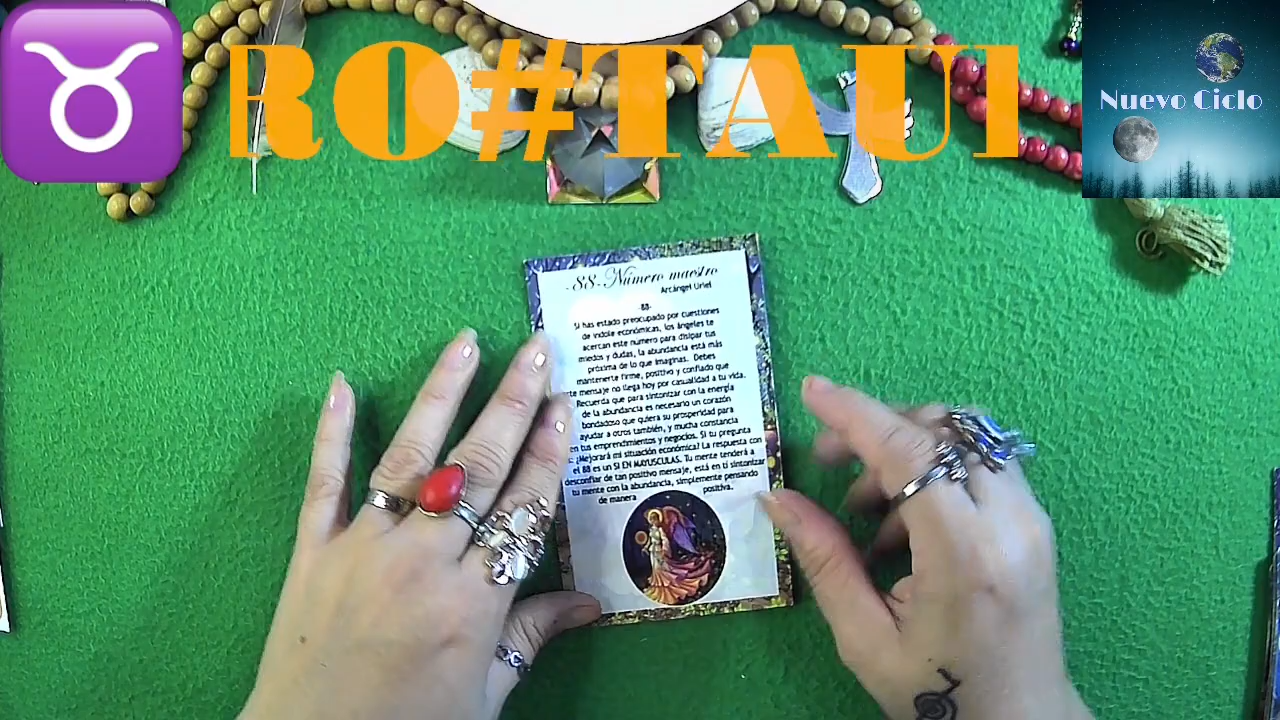 RO#TAU
Nuevo Ciclo
-88-Número maestro
Arcángel Uriel
-88-
Si has estado preocupado por cuestiones
de indole económicas, los ángeles te
acercan este número para disipar tus
miedos y dudas, la abundancia está más
próxima de lo que imaginas. Debes
mantenerte firme, positivo y confiado que
te mensaje no llega hoy por casualidad a tu vida.
Recuerda que para sintonizar con la energía
de la abundancia es necesario un corazón
bondadoso que quiera su prosperidad para
ayudar a otros también, y mucha constancia
en tus emprendimientos y negocios. Si tu pregunta
: ¿Mejorará mi situación económica? La respuesta con
el 88 es un SI EN MAYUSCULAS. Tu mente tenderá a
desconfiar de tan positivo mensaje, está en ti sintonizar
tu mente con la abundancia, simplemente pensando
de manera positiva.